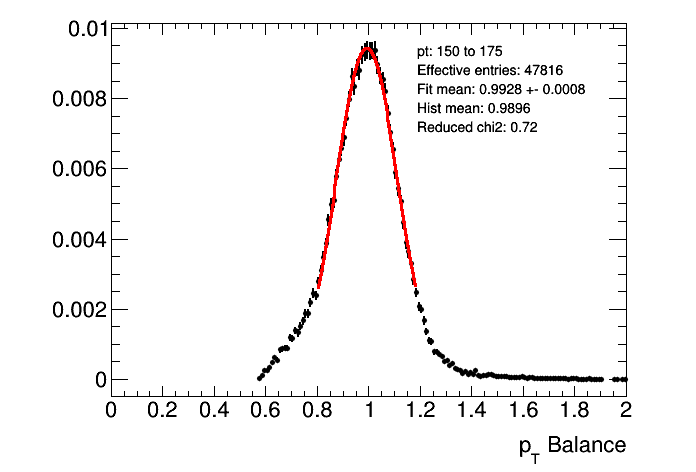 0.01
0.008
0.006
0.004
0.002
0
pt: 150 to 175
Effective entries: 47816
Fit mean: 0.9928 +- 0.0008
Hist mean: 0.9896
Reduced chi2: 0.72
0 0.2 0.4 0.6 0.8 1 1.2 1.4 1.6 1.8 2
pT Balance